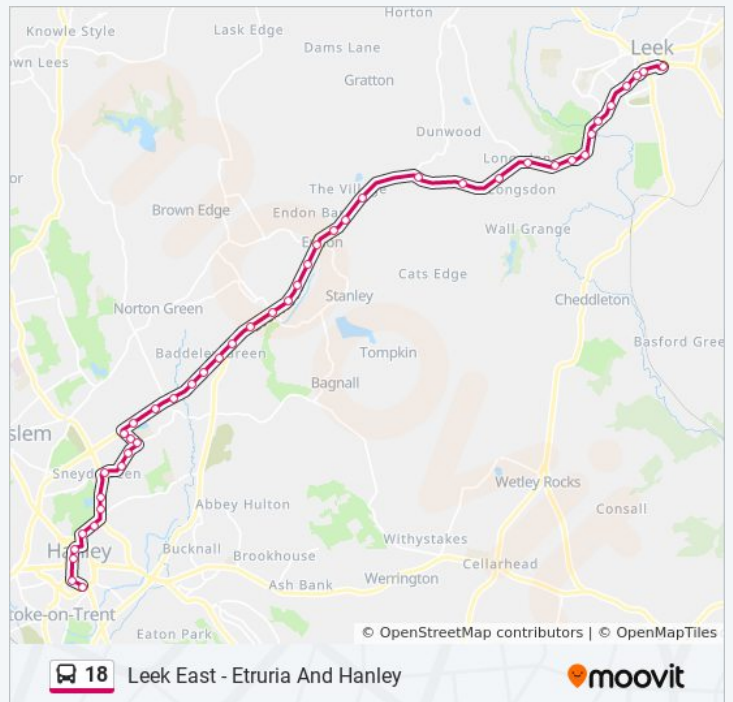 Horton
Knowle Style
Lask Edge
Leek
Dams Lane
own Lees
Gratton
Dunwood
or
The Village
Longsdon
Brown Edge
Endon Bank
Wall Grange
Cats Edge
Stanley
Cheddleton
Norton Green
Basford Gree
Baddeley Green
Tompkin
Bagnall
slem
Sneyd Green
Wetley Rocks
Abbey Hulton
Consall
Withystakes
Hanley
Bucknall
Brookhouse
Cellarhead
Werrington
Ash Bank
toke-on-Trent
Eaton Park
© OpenStreetMap contributors | © OpenMapTiles
18 Leek East - Etruria And Hanley
moovit